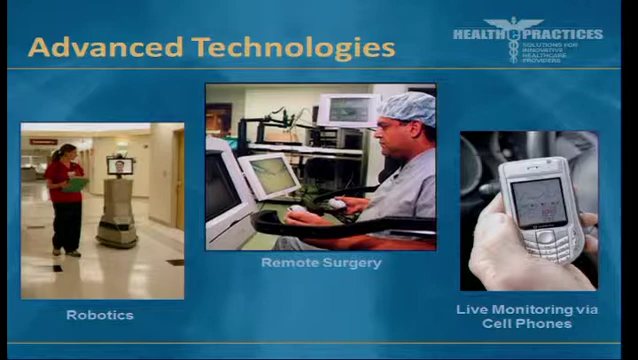 Advanced Technologies
HEALTH PRACTICES
SOLUTIONS FOR
INNOVATIVE
HEALTHCARE
PROVIDERS
Remote Surgery
Robotics
Live Monitoring via
Cell Phones